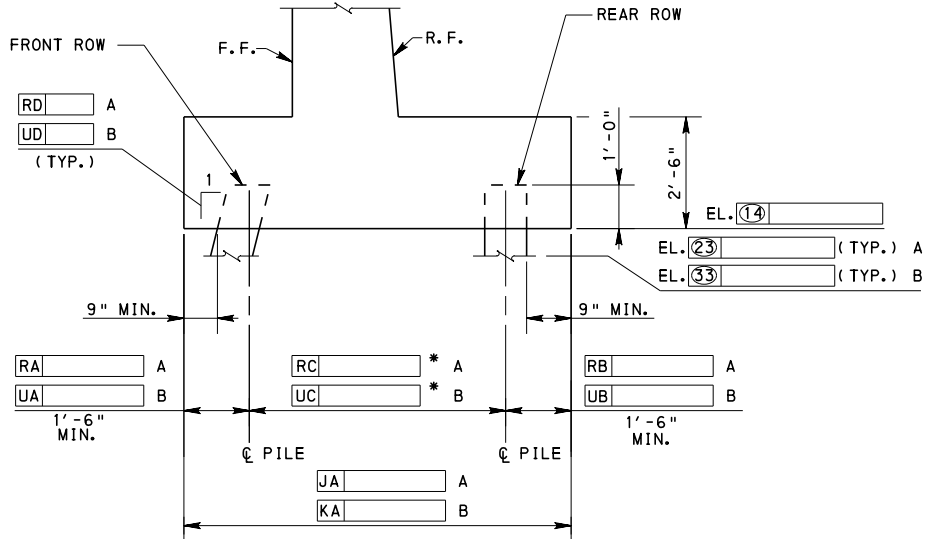 REAR ROW
FRONT ROW
F.F.
R.F.
RD A
UD B
(TYP.)
1
1'-0"
2'-6"
EL. 14
EL. 23 (TYP.) A
EL. 33 (TYP.) B
9" MIN.
9" MIN.
RA A
RC * A
RB A
UA B
UC * B
UB B
1'-6"
MIN.
1'-6"
MIN.
℄ PILE
℄ PILE
JA A
KA B